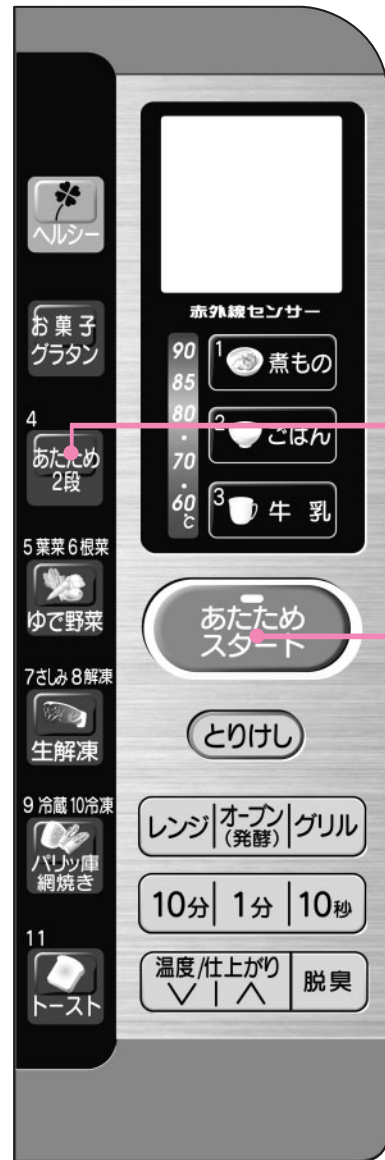 ヘルシー
お菓子
グラタン
4
あたため
2段
5葉菜6根菜
ゆで野菜
7さしみ8解凍
生解凍
9冷蔵10冷凍
パリッ庫
網焼き
11
トースト
赤外線センサー
90
85
80
・
70
・
60
℃
1 煮もの
2 ごはん
3 牛乳
あたため
スタート
とりけし
レンジ オーブン(発酵) グリル
10分 1分 10秒
温度/仕上がり 脱臭